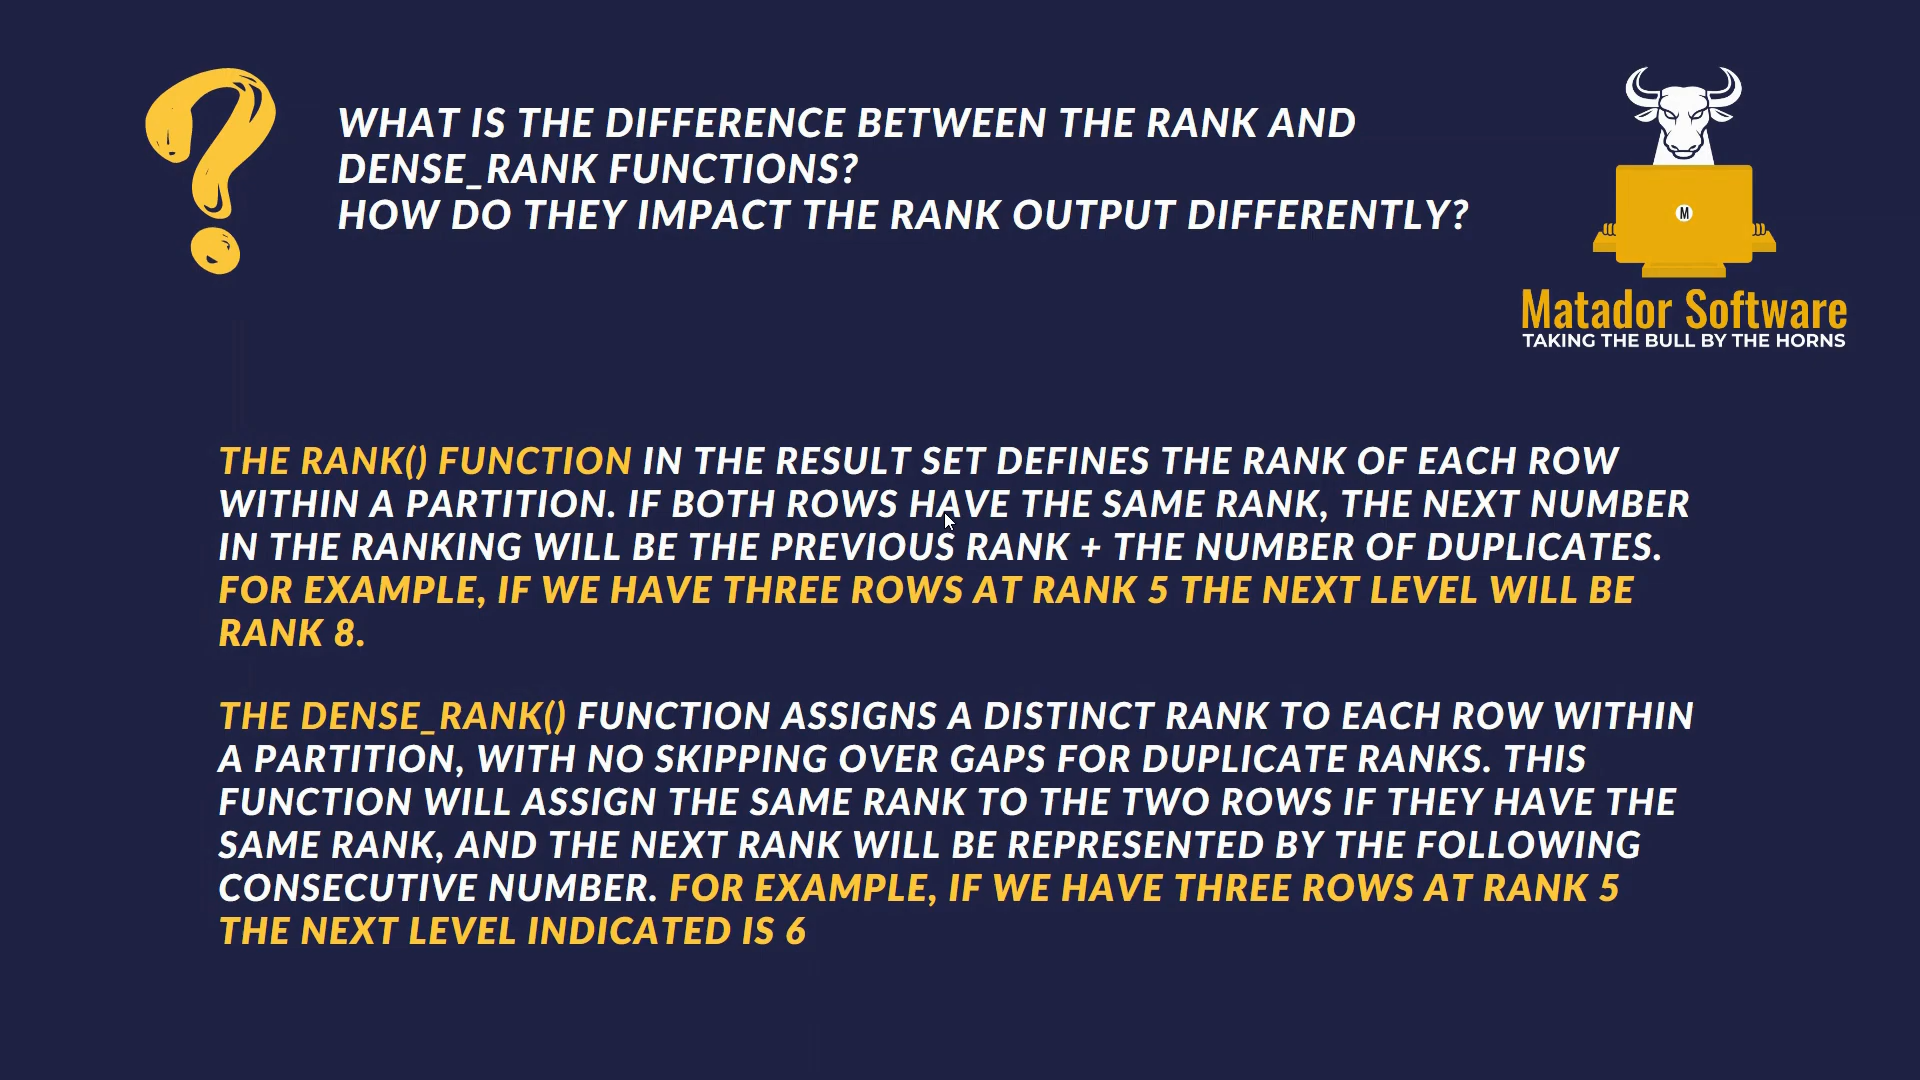 WHAT IS THE DIFFERENCE BETWEEN THE RANK AND
DENSE_RANK FUNCTIONS?
HOW DO THEY IMPACT THE RANK OUTPUT DIFFERENTLY?
M
Matador Software
TAKING THE BULL BY THE HORNS
THE RANK() FUNCTION IN THE RESULT SET DEFINES THE RANK OF EACH ROW
WITHIN A PARTITION. IF BOTH ROWS HAVE THE SAME RANK, THE NEXT NUMBER
IN THE RANKING WILL BE THE PREVIOUS RANK + THE NUMBER OF DUPLICATES.
FOR EXAMPLE, IF WE HAVE THREE ROWS AT RANK 5 THE NEXT LEVEL WILL BE
RANK 8.
THE DENSE_RANK() FUNCTION ASSIGNS A DISTINCT RANK TO EACH ROW WITHIN
A PARTITION, WITH NO SKIPPING OVER GAPS FOR DUPLICATE RANKS. THIS
FUNCTION WILL ASSIGN THE SAME RANK TO THE TWO ROWS IF THEY HAVE THE
SAME RANK, AND THE NEXT RANK WILL BE REPRESENTED BY THE FOLLOWING
CONSECUTIVE NUMBER. FOR EXAMPLE, IF WE HAVE THREE ROWS AT RANK 5
THE NEXT LEVEL INDICATED IS 6